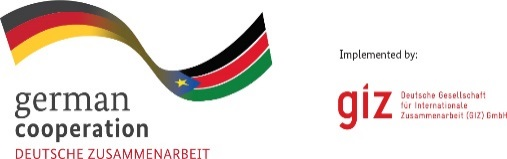 german
cooperation
DEUTSCHE ZUSAMMENARBEIT
Implemented by:
giz
Deutsche Gesellschaft
für Internationale
Zusammenarbeit (GIZ) GmbH